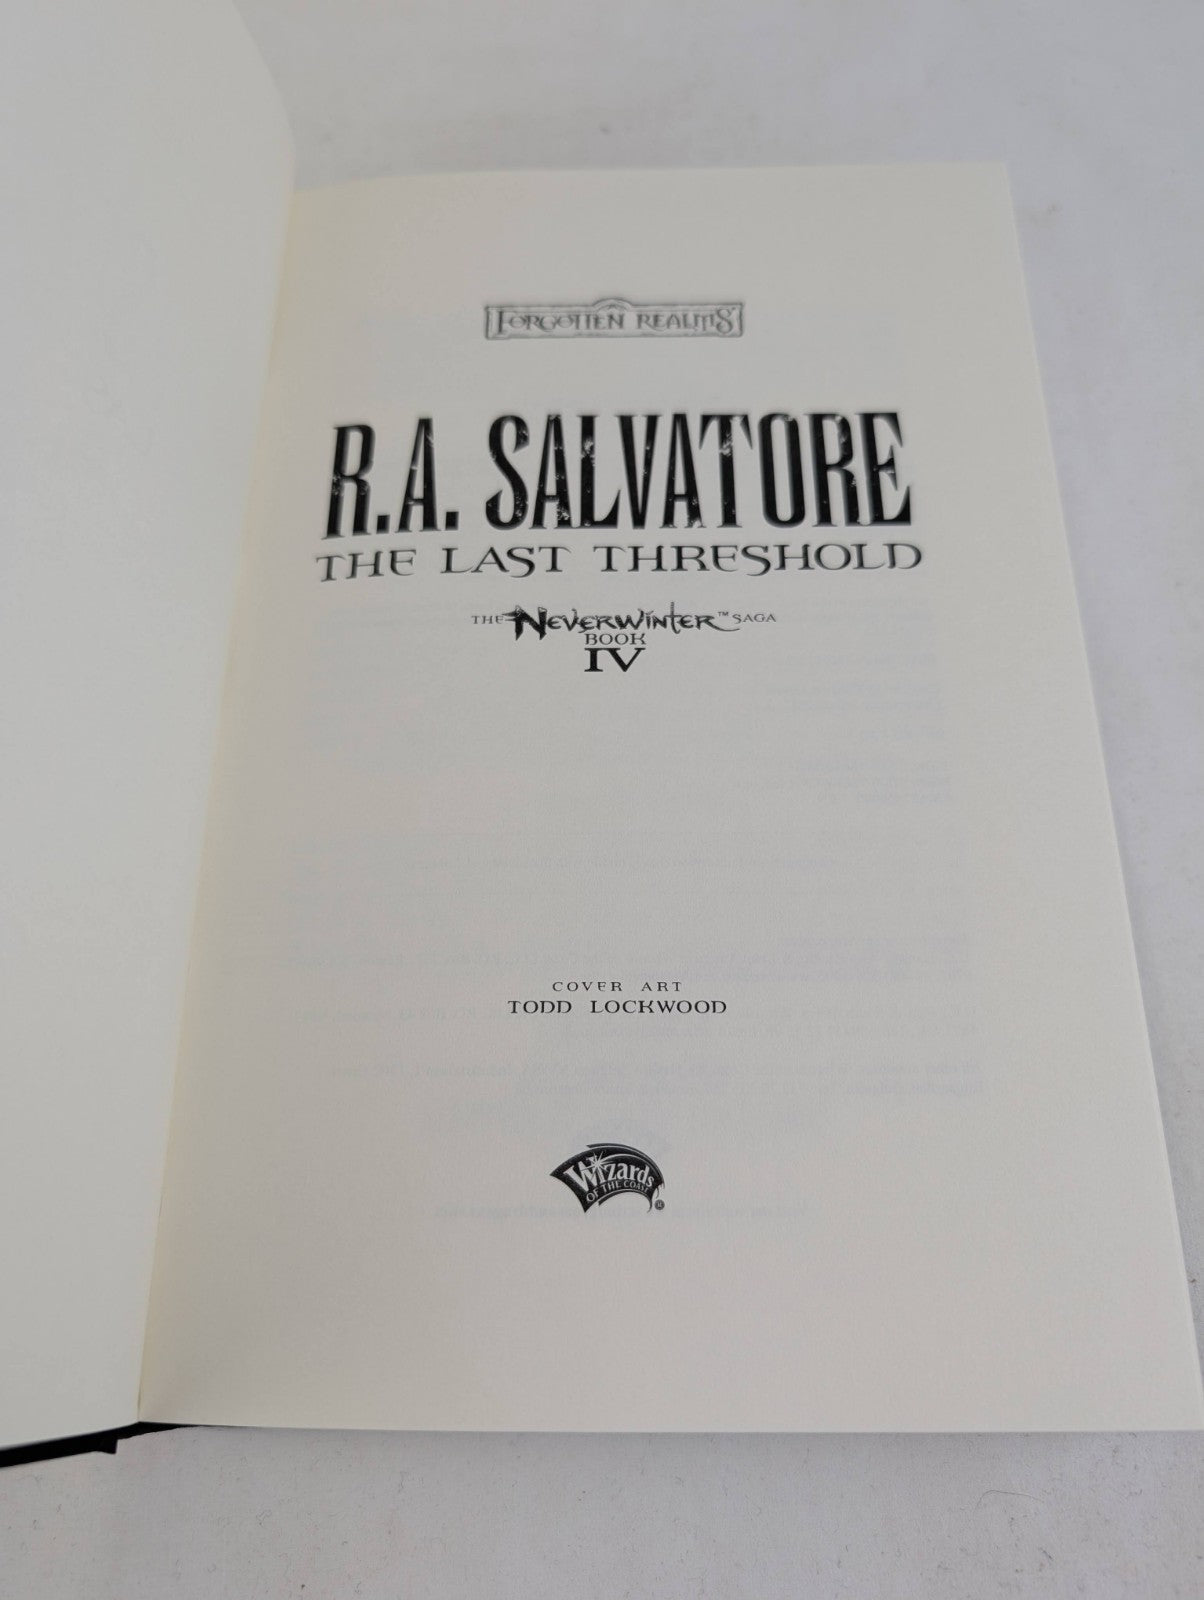 FORGOTTEN REALMS
R.A. SALVATORE
THE LAST THRESHOLD
THE NEVERWINTER™ SAGA
BOOK
IV
COVER ART
TODD LOCKWOOD
Wizards
OF THE COAST